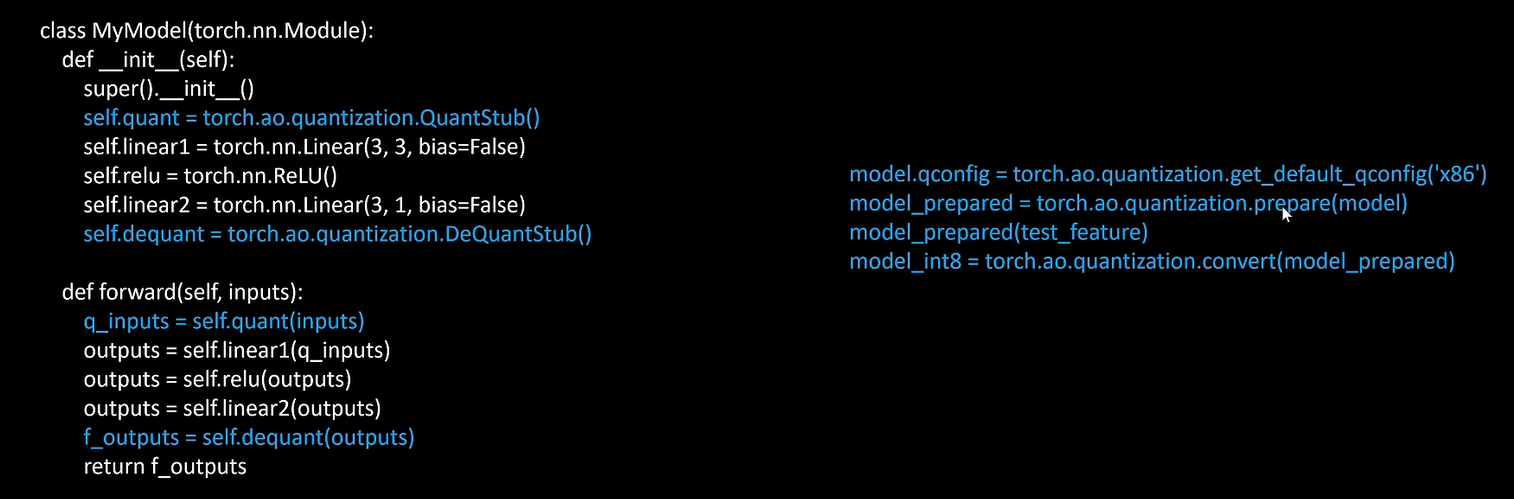 class MyModel(torch.nn.Module):
def __init__(self):
super().__init__()
self.quant = torch.ao.quantization.QuantStub()
self.linear1 = torch.nn.Linear(3, 3, bias=False)
self.relu = torch.nn.ReLU()
self.linear2 = torch.nn.Linear(3, 1, bias=False)
self.dequant = torch.ao.quantization.DeQuantStub()
def forward(self, inputs):
q_inputs = self.quant(inputs)
outputs = self.linear1(q_inputs)
outputs = self.relu(outputs)
outputs = self.linear2(outputs)
f_outputs = self.dequant(outputs)
return f_outputs
model.qconfig = torch.ao.quantization.get_default_qconfig('x86')
model_prepared = torch.ao.quantization.prepare(model)
model_prepared(test_feature)
model_int8 = torch.ao.quantization.convert(model_prepared)